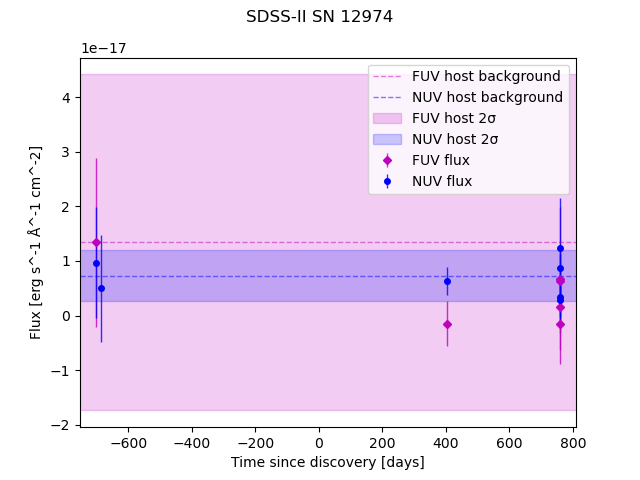 SDSS-II SN 12974
1e−17
FUV host background
NUV host background
FUV host 2σ
NUV host 2σ
FUV flux
NUV flux
4
3
2
1
0
−1
−2
Flux [erg s^-1 Å^-1 cm^-2]
−600
−400
−200
0
200
400
600
800
Time since discovery [days]